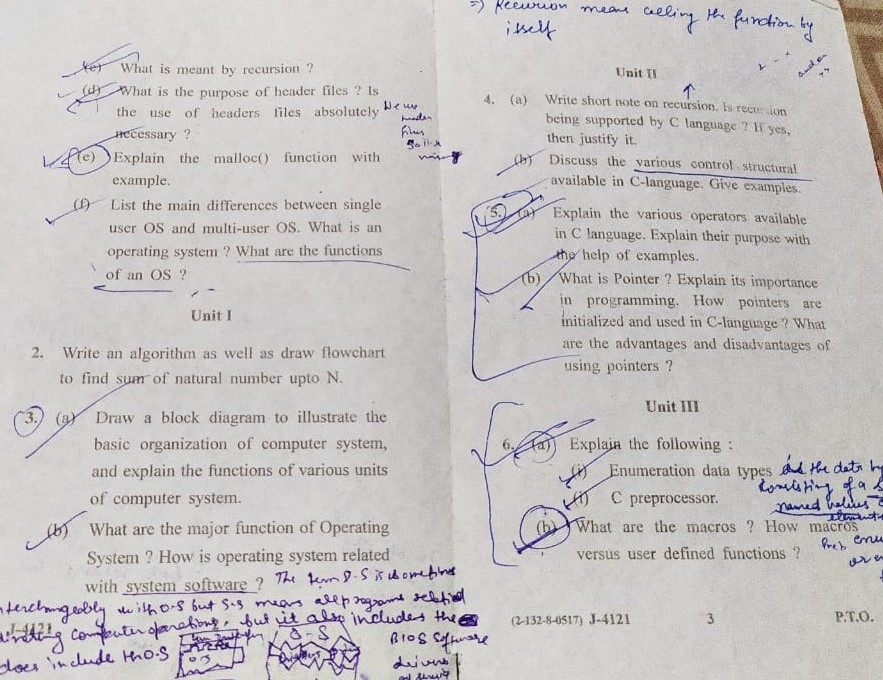 (c) What is meant by recursion ?
(d) What is the purpose of header files ? Is
the use of headers files absolutely
necessary ?
(e) Explain the malloc() function with
example.
(f) List the main differences between single
user OS and multi-user OS. What is an
operating system ? What are the functions
of an OS ?
Unit I
2. Write an algorithm as well as draw flowchart
to find sum of natural number upto N.
3. (a) Draw a block diagram to illustrate the
basic organization of computer system,
and explain the functions of various units
of computer system.
(b) What are the major function of Operating
System ? How is operating system related
with system software ? The term S-S is sometimes
interchangeably with O-S but S-S means all programs related
computer operations, but it also includes the
does include the O.S
J-4121
O-S
BIOS Software
drivers
=) Recursion means calling the function by
itself
Unit II
4. (a) Write short note on recursion. Is recursion
being supported by C language ? If yes,
then justify it.
(b) Discuss the various control structural
available in C-language. Give examples.
5. (a) Explain the various operators available
in C language. Explain their purpose with
the help of examples.
(b) What is Pointer ? Explain its importance
in programming. How pointers are
initialized and used in C-language ? What
are the advantages and disadvantages of
using pointers ?
Unit III
6. (a) Explain the following :
(i) Enumeration data types the data
consisting of a
named values
(i) C preprocessor.
(b) What are the macros ? How macros
versus user defined functions ?
(2-132-8-0517) J-4121 3 P.T.O.